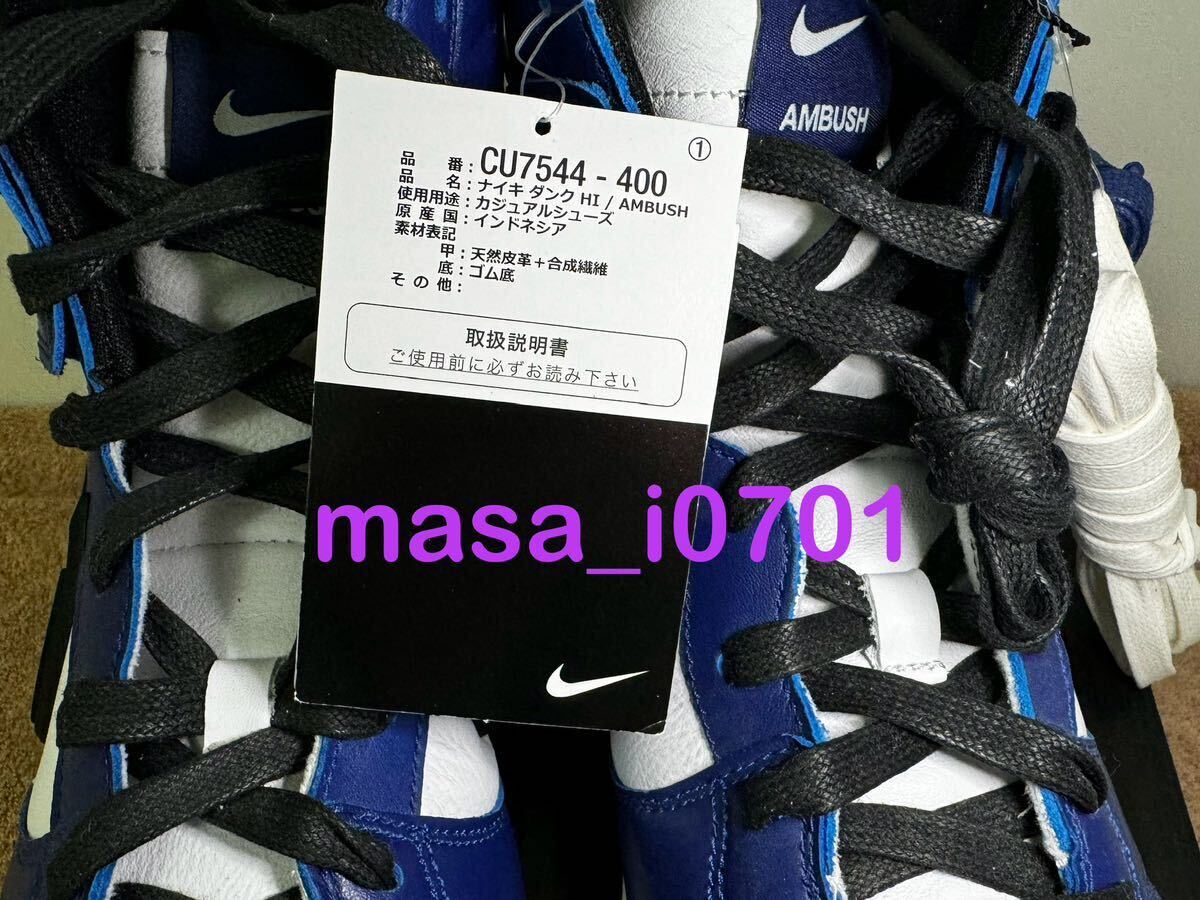 AMBUSH
①
品番：CU7544 - 400
品名：ナイキ ダンク HI / AMBUSH
使用用途：カジュアルシューズ
原産国：インドネシア
素材表記
甲：天然皮革＋合成繊維
底：ゴム底
その他：
取扱説明書
ご使用前に必ずお読み下さい
masa_i0701